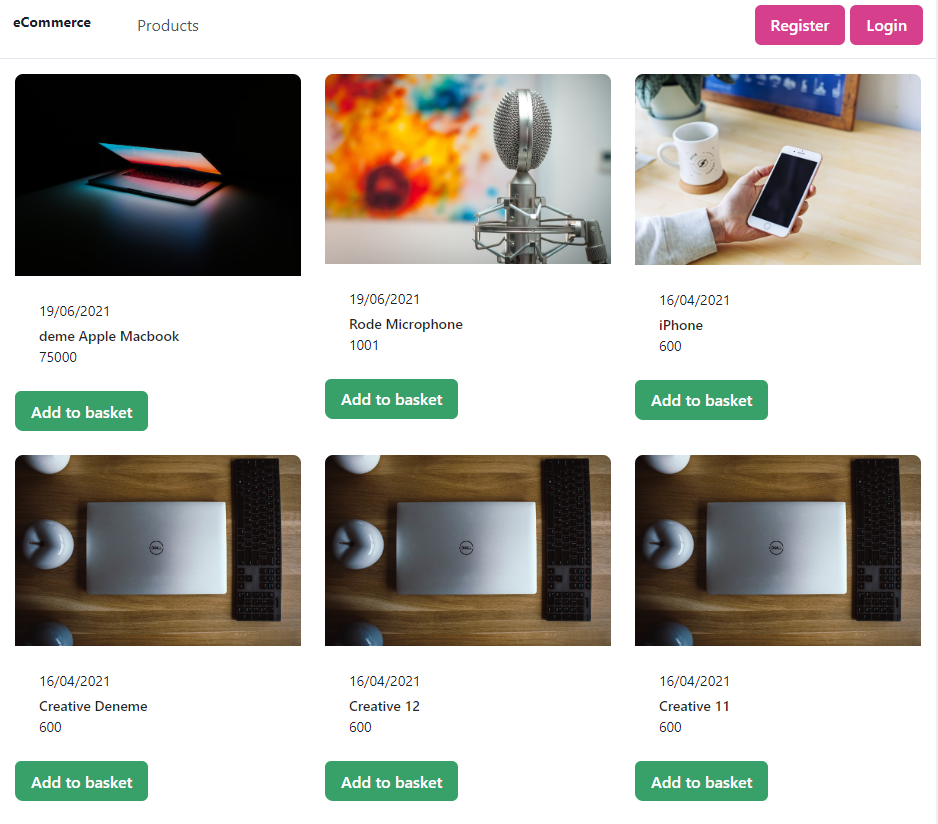 eCommerce
Products
Register
Login
19/06/2021
deme Apple Macbook
75000
Add to basket
19/06/2021
Rode Microphone
1001
Add to basket
16/04/2021
iPhone
600
Add to basket
DELL
16/04/2021
Creative Deneme
600
Add to basket
DELL
16/04/2021
Creative 12
600
Add to basket
DELL
16/04/2021
Creative 11
600
Add to basket